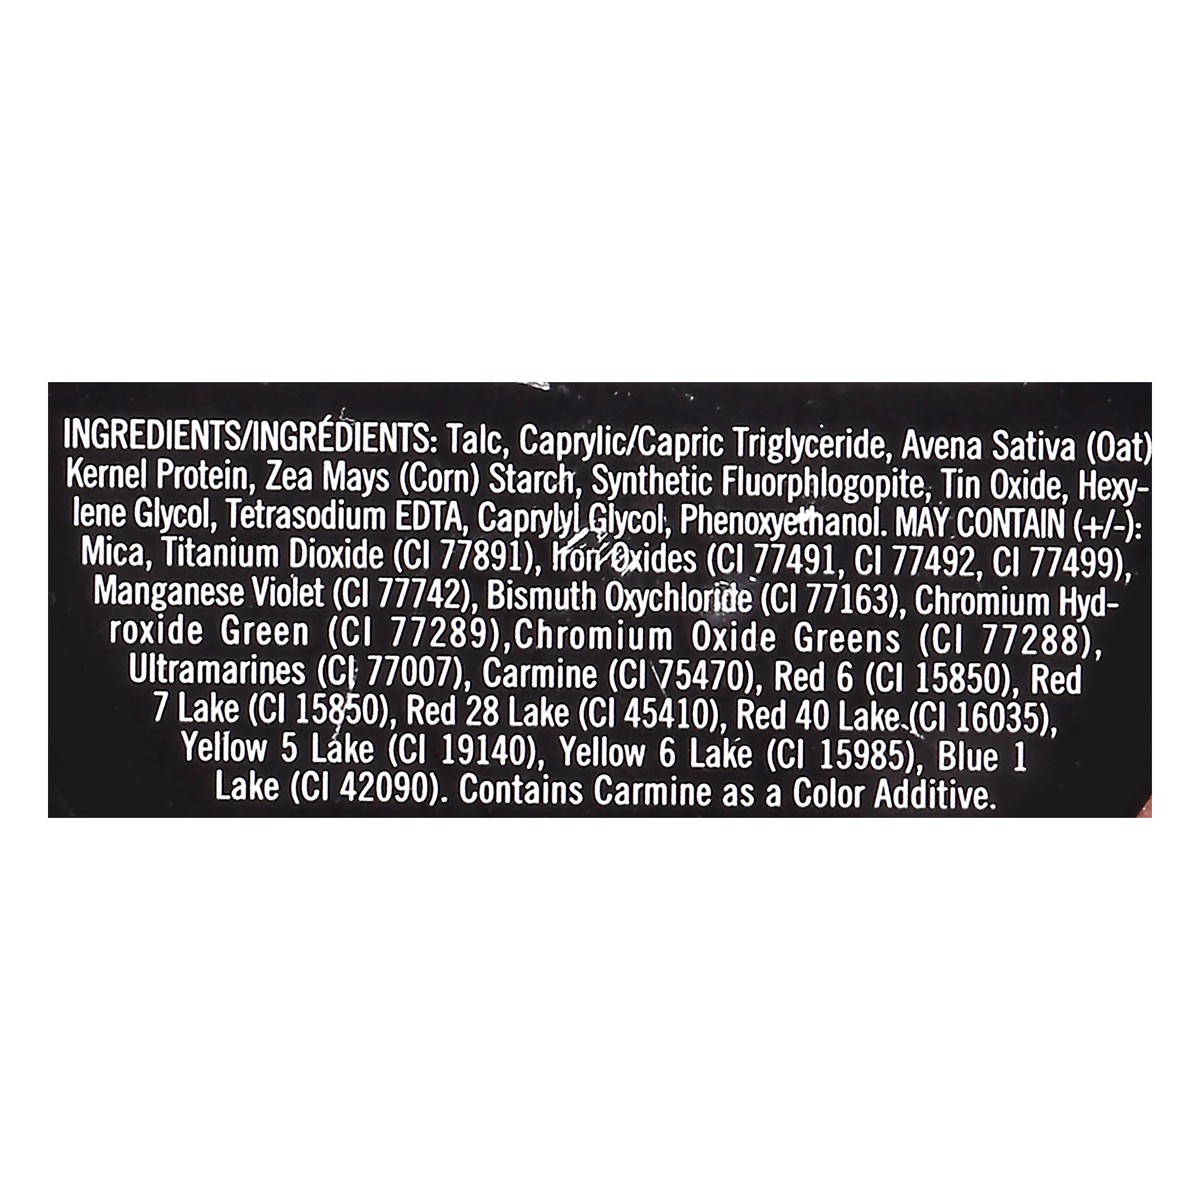 INGREDIENTS/INGRÉDIENTS: Talc, Caprylic/Capric Triglyceride, Avena Sativa (Oat)
Kernel Protein, Zea Mays (Corn) Starch, Synthetic Fluorphlogopite, Tin Oxide, Hexy-
lene Glycol, Tetrasodium EDTA, Caprylyl Glycol, Phenoxyethanol. MAY CONTAIN (+/-):
Mica, Titanium Dioxide (CI 77891), Iron Oxides (CI 77491, CI 77492, CI 77499),
Manganese Violet (CI 77742), Bismuth Oxychloride (CI 77163), Chromium Hyd-
roxide Green (CI 77289),Chromium Oxide Greens (CI 77288),
Ultramarines (CI 77007), Carmine (CI 75470), Red 6 (CI 15850), Red
7 Lake (CI 15850), Red 28 Lake (CI 45410), Red 40 Lake (CI 16035),
Yellow 5 Lake (CI 19140), Yellow 6 Lake (CI 15985), Blue 1
Lake (CI 42090). Contains Carmine as a Color Additive.